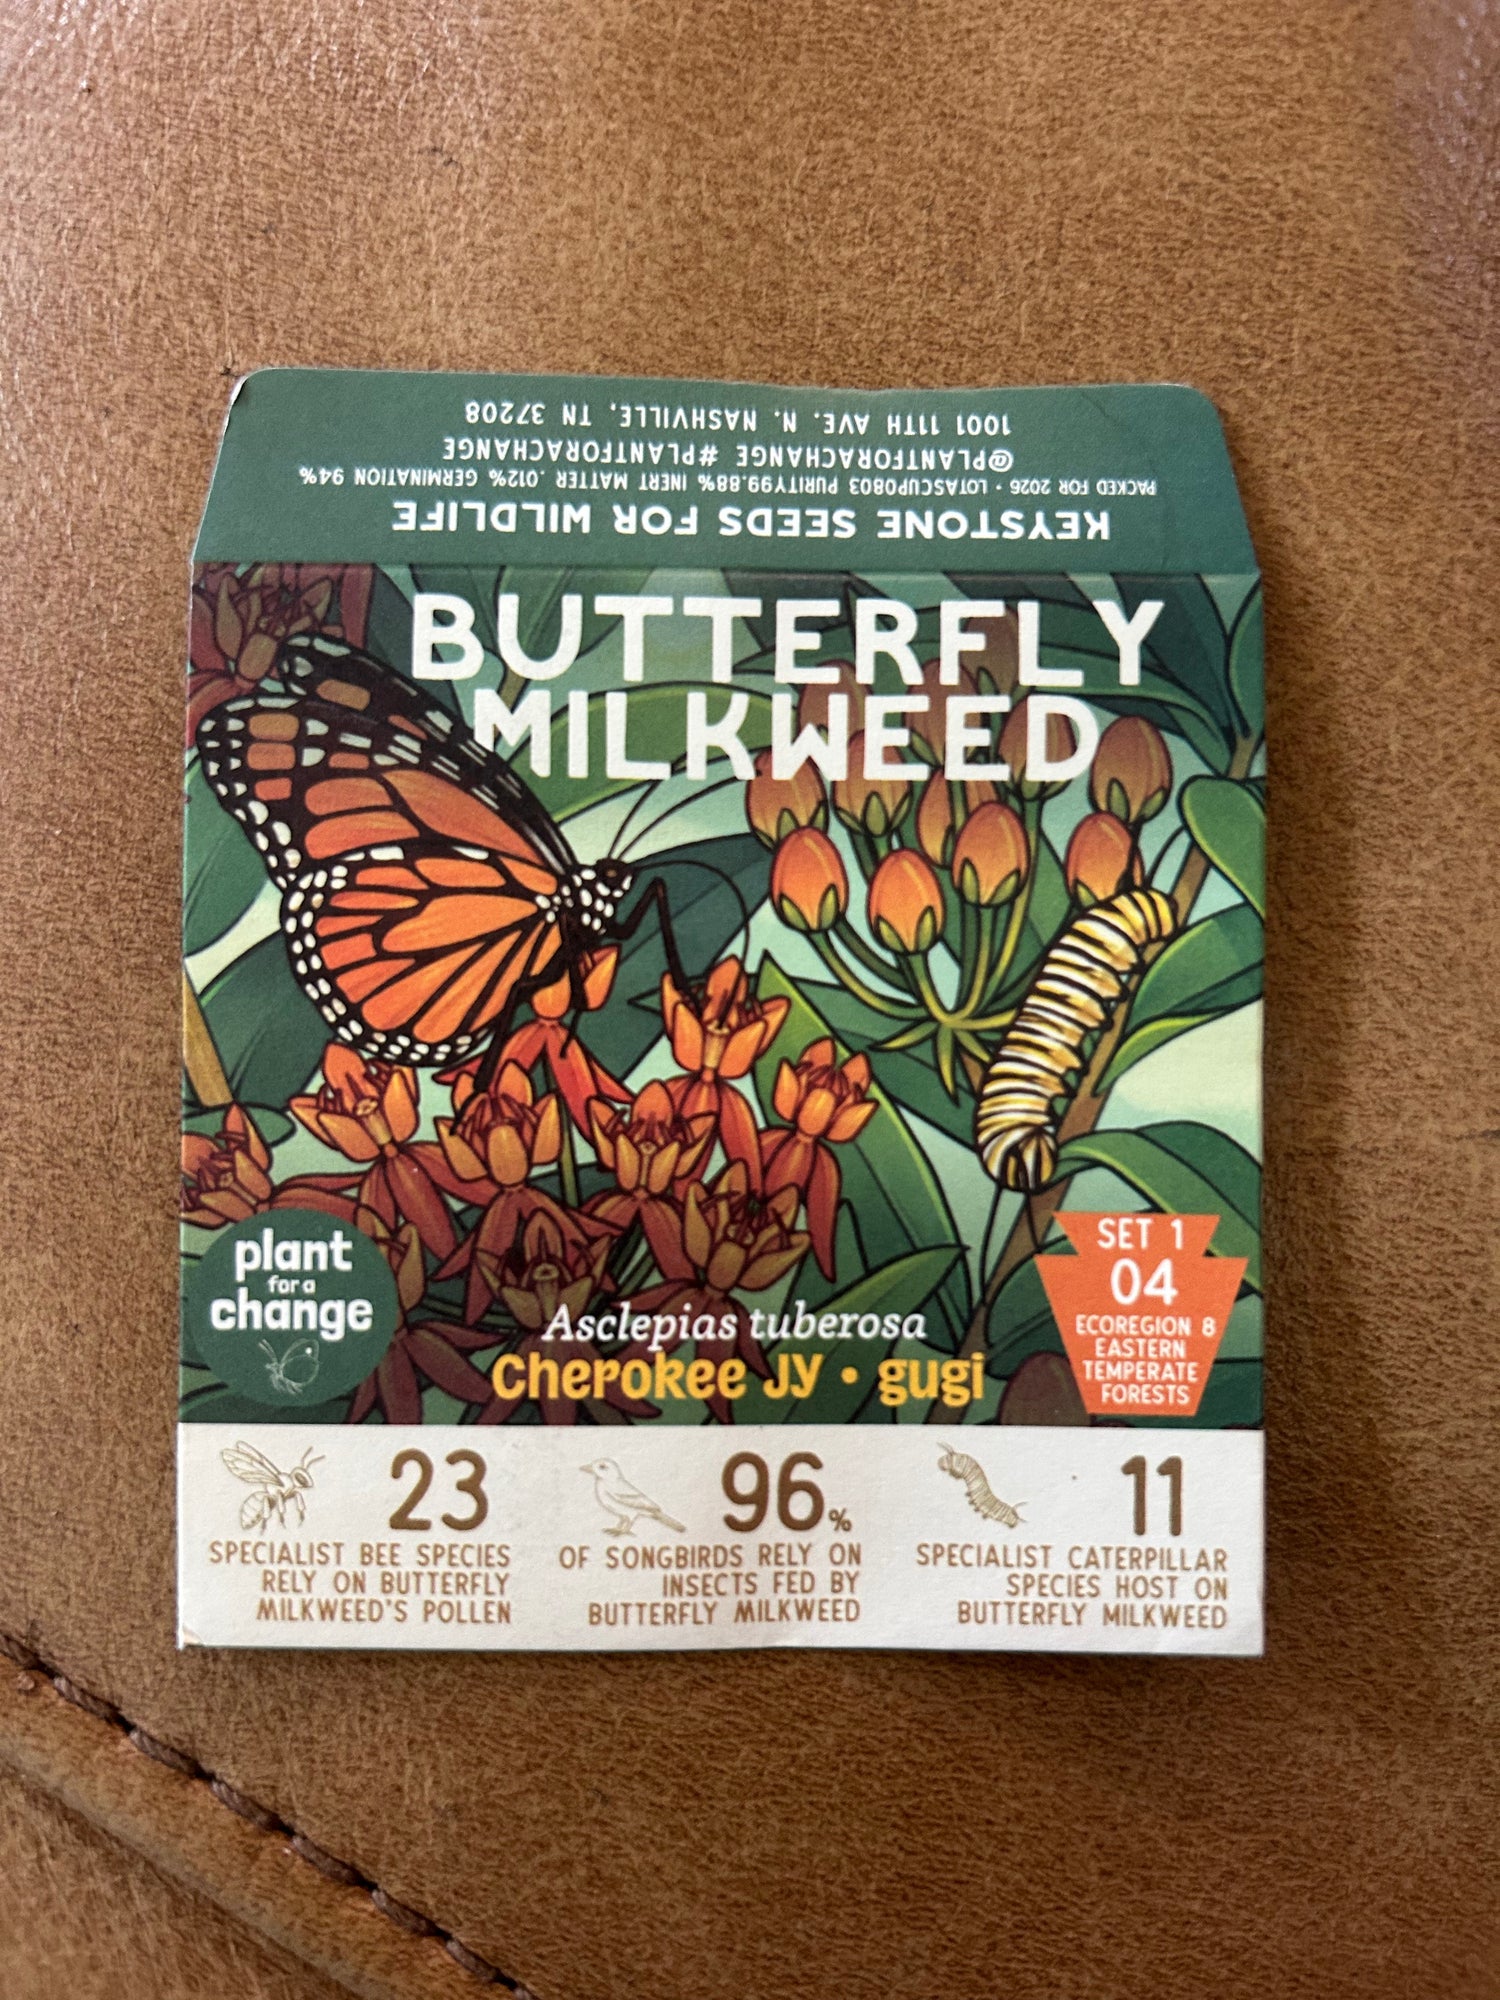 1001 11TH AVE. N. NASHVILLE, TN 37208
@PLANTFORACHANGE #PLANTFORACHANGE
PACKED FOR 2026 • LOTASCUP0803 PURITY99.88% INERT MATTER .012% GERMINATION 94%
KEYSTONE SEEDS FOR WILDLIFE
BUTTERFLY
MILKWEED
plant
for a
change
Asclepias tuberosa
Cherokee JY • gugi
SET 1
04
ECOREGION 8
EASTERN
TEMPERATE
FORESTS
23
SPECIALIST BEE SPECIES
RELY ON BUTTERFLY
MILKWEED'S POLLEN
96%
OF SONGBIRDS RELY ON
INSECTS FED BY
BUTTERFLY MILKWEED
11
SPECIALIST CATERPILLAR
SPECIES HOST ON
BUTTERFLY MILKWEED